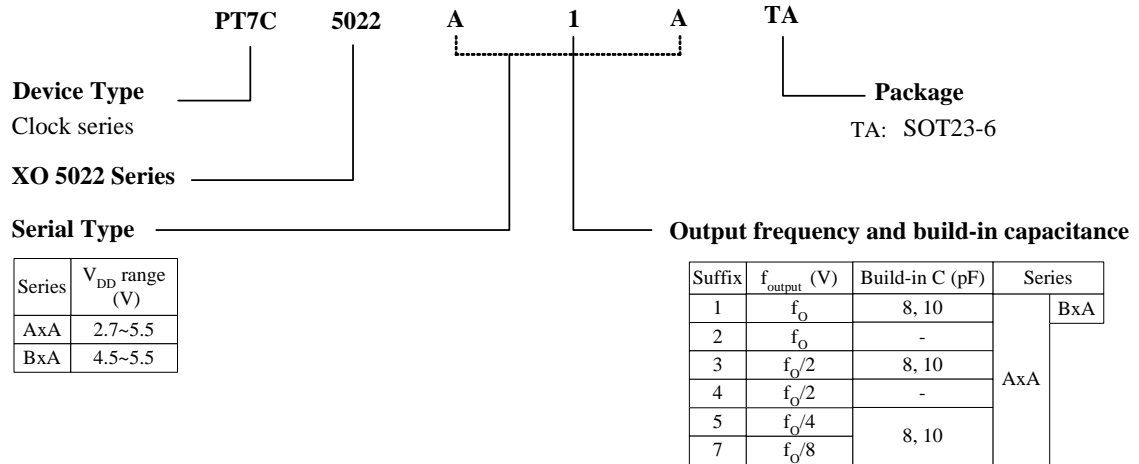 PT7C 5022 A 1 A TA
Device Type
Clock series
Package
TA: SOT23-6
XO 5022 Series
Serial Type
Output frequency and build-in capacitance
Series VDD range (V)
AxA 2.7~5.5
BxA 4.5~5.5
Suffix foutput (V) Build-in C (pF) Series
1 fO 8, 10 BxA
2 fO -
3 fO/2 8, 10
AxA
4 fO/2 -
5 fO/4
8, 10
7 fO/8